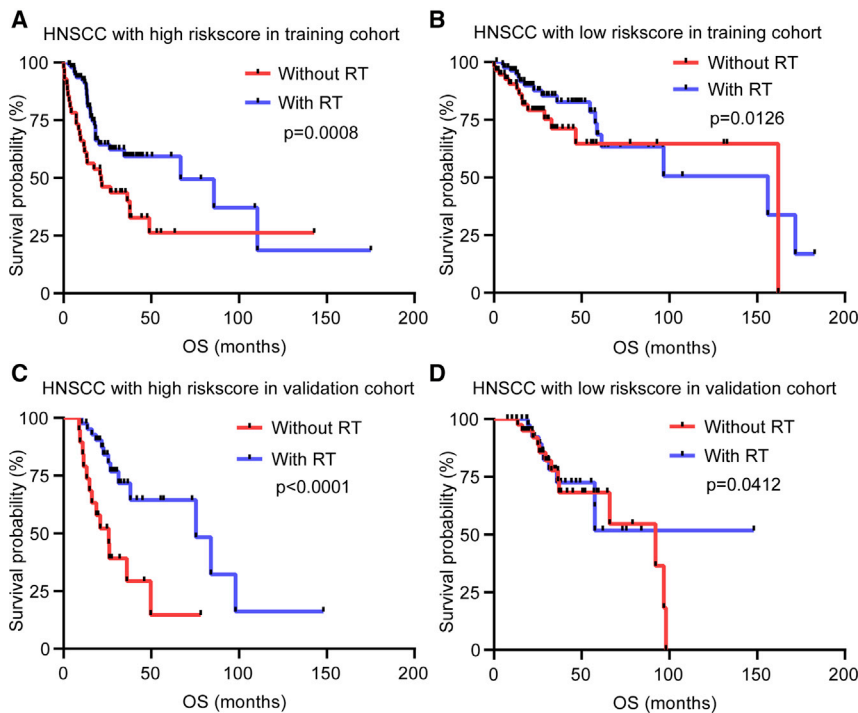 A
HNSCC with high riskscore in training cohort
Survival probability (%)
100
75
50
25
0
Without RT
With RT
p=0.0008
0 50 100 150 200
OS (months)
B
HNSCC with low riskscore in training cohort
Survival probability (%)
100
75
50
25
0
Without RT
With RT
p=0.0126
0 50 100 150 200
OS (months)
C
HNSCC with high riskscore in validation cohort
Survival probability (%)
100
75
50
25
0
Without RT
With RT
p<0.0001
0 50 100 150 200
OS (months)
D
HNSCC with low riskscore in validation cohort
Survival probability (%)
100
75
50
25
0
Without RT
With RT
p=0.0412
0 50 100 150 200
OS (months)